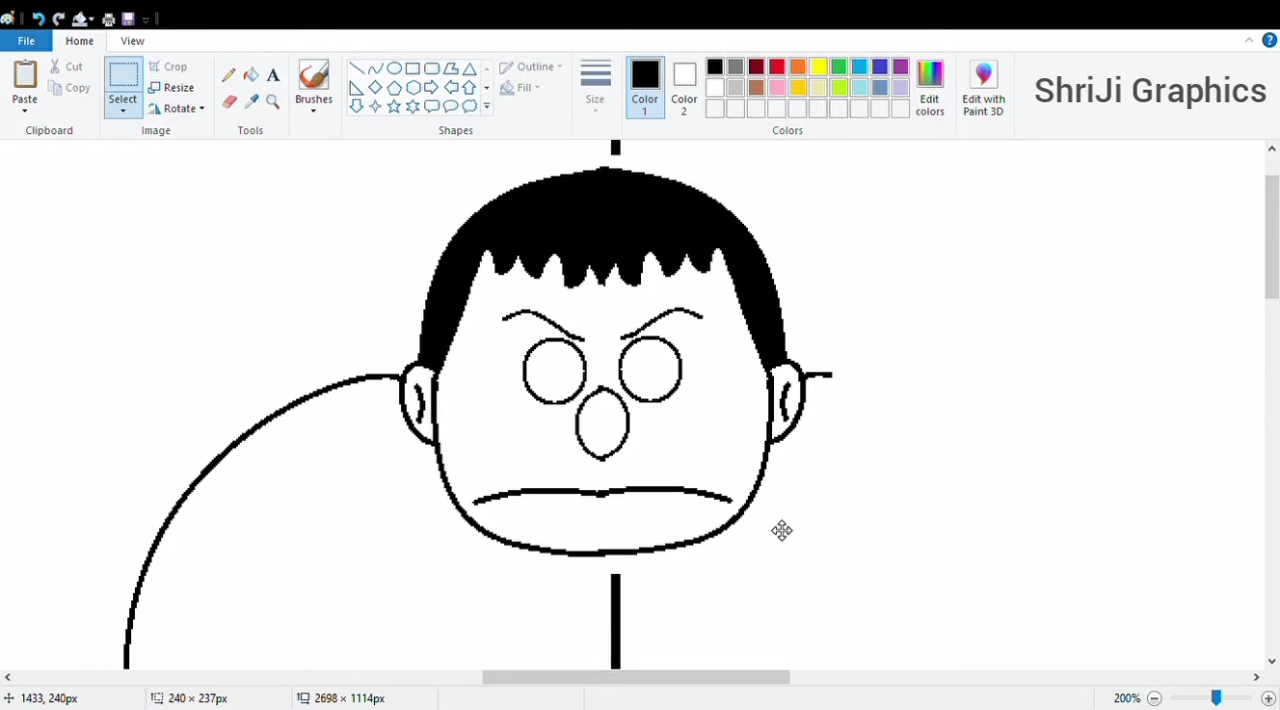 File Home View
Paste
Cut
Copy
Clipboard
Select
Crop
Resize
Rotate
Image
A
Tools
Brushes
Shapes
Outline
Fill
Size
Color 1
Color 2
Colors
Edit colors
Edit with Paint 3D
ShriJi Graphics
1433, 240px 240 × 237px 2698 × 1114px 200%